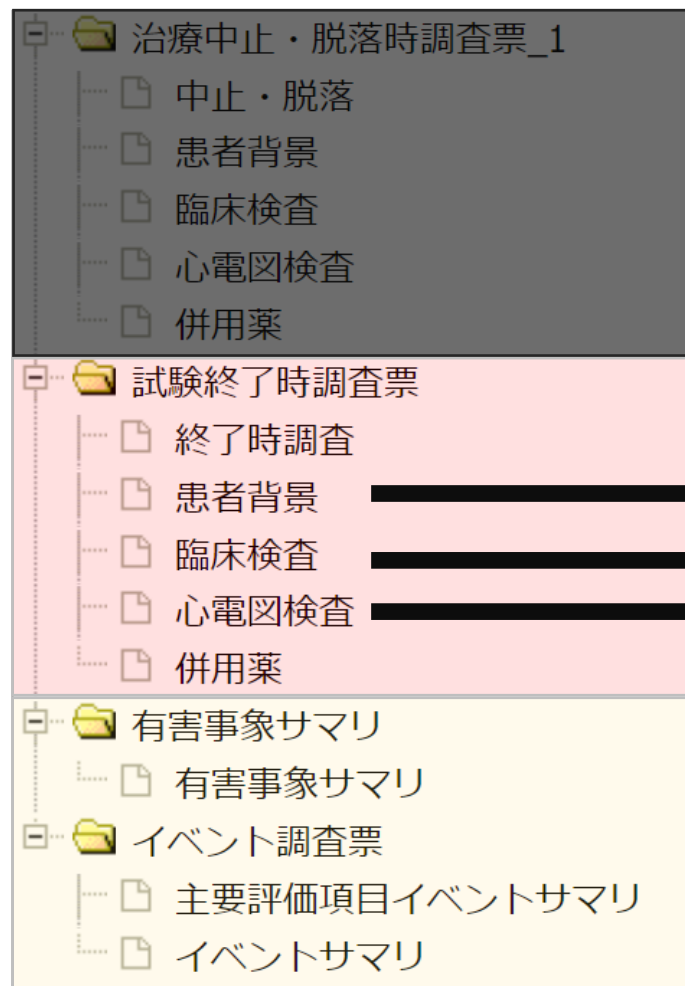 治療中止・脱落時調査票_1
中止・脱落
患者背景
臨床検査
心電図検査
併用薬
試験終了時調査票
終了時調査
患者背景
臨床検査
心電図検査
併用薬
有害事象サマリ
有害事象サマリ
イベント調査票
主要評価項目イベントサマリ
イベントサマリ